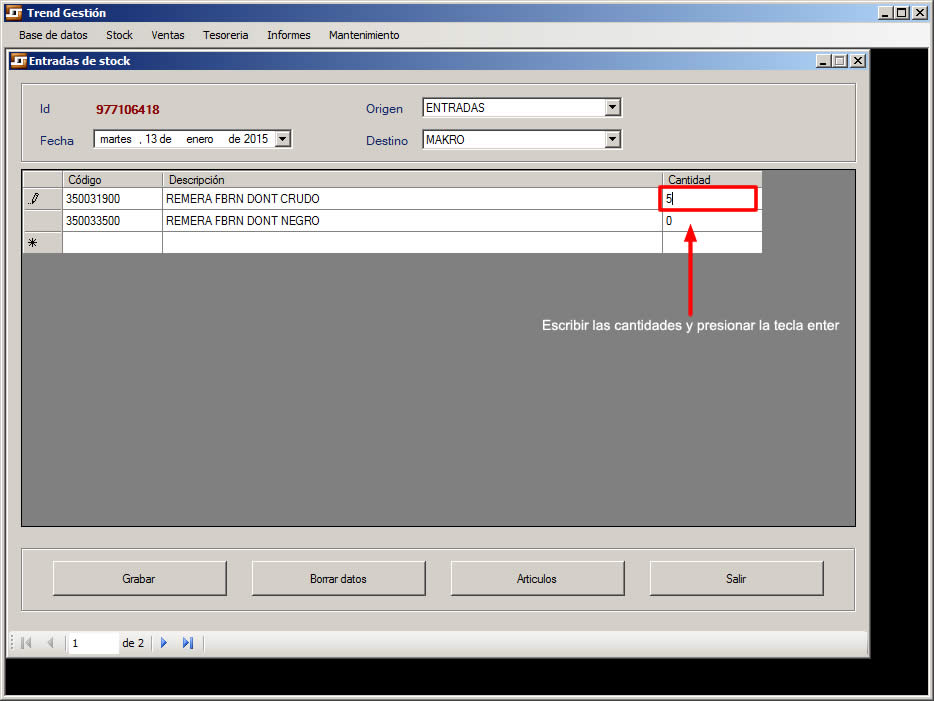 Trend Gestión
Base de datos Stock Ventas Tesoreria Informes Mantenimiento
Entradas de stock
Id 977106418 Origen ENTRADAS
Fecha martes , 13 de enero de 2015 Destino MAKRO
Código Descripción Cantidad
350031900 REMERA FBRN DONT CRUDO 5
350033500 REMERA FBRN DONT NEGRO 0
Escribir las cantidades y presionar la tecla enter
Grabar Borrar datos Articulos Salir
1 de 2